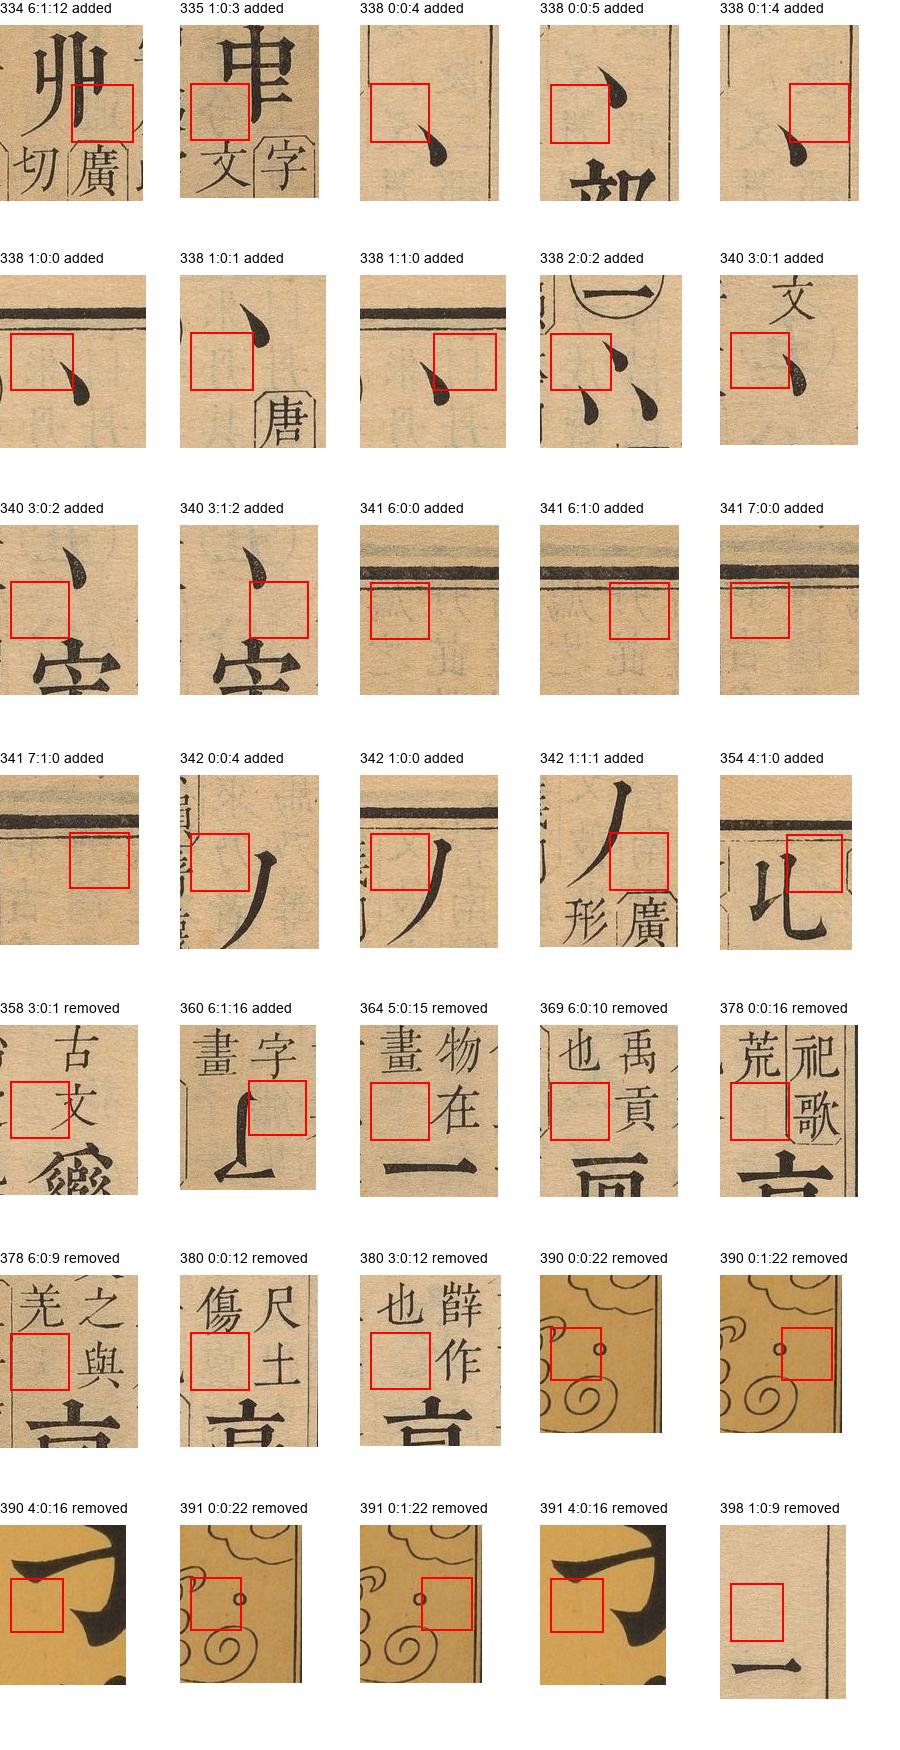 334 6:1:12 added 335 1:0:3 added 338 0:0:4 added 338 0:0:5 added 338 0:1:4 added
丣 申
切 廣 文 字
338 1:0:0 added 338 1:0:1 added 338 1:1:0 added 338 2:0:2 added 340 3:0:1 added
一 文
唐
340 3:0:2 added 340 3:1:2 added 341 6:0:0 added 341 6:1:0 added 341 7:0:0 added
341 7:1:0 added 342 0:0:4 added 342 1:0:0 added 342 1:1:1 added 354 4:1:0 added
丿 丿 丿
形 廣
358 3:0:1 removed 360 6:1:16 added 364 5:0:15 removed 369 6:0:10 removed 378 0:0:16 removed
古 畫 字 畫 物 也 禹 荒 祀
文 在 貢 歌
一
378 6:0:9 removed 380 0:0:12 removed 380 3:0:12 removed 390 0:0:22 removed 390 0:1:22 removed
羌 之 傷 尺 也 辥
與 土 作
390 4:0:16 removed 391 0:0:22 removed 391 0:1:22 removed 391 4:0:16 removed 398 1:0:9 removed
一